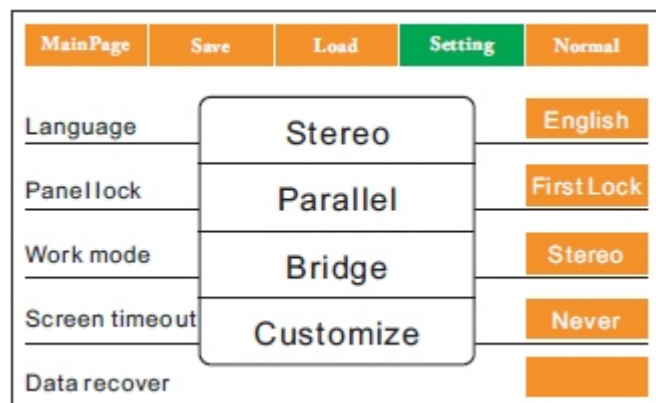 MainPage Save Load Setting Normal
Language Stereo English
Panel lock Parallel First Lock
Work mode Bridge Stereo
Screen timeout Customize Never
Data recover